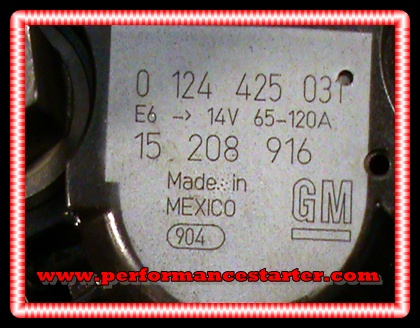 0 124 425 031
E6 -> 14V 65-120A
15 208 916
Made in
MEXICO
GM
904
www.performancestarter.com